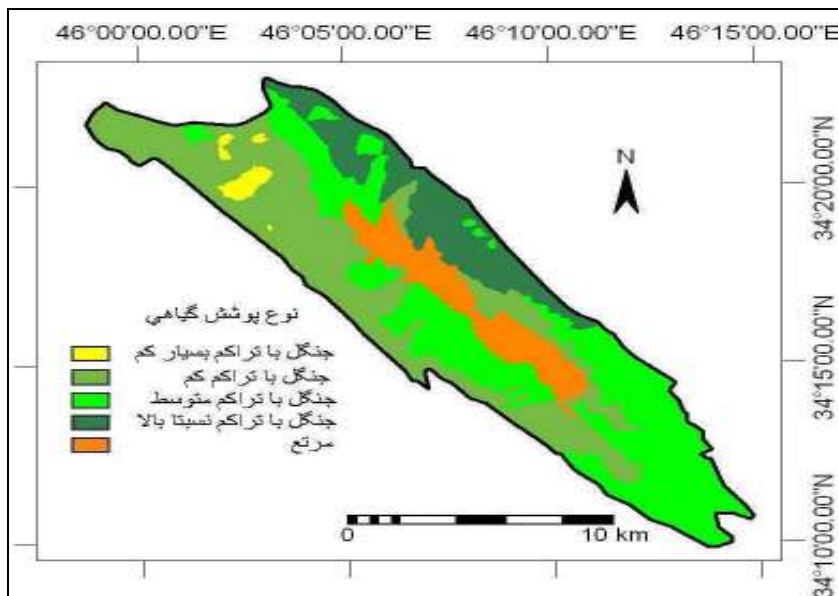 46°00'00.00"E 46°05'00.00"E 46°10'00.00"E 46°15'00.00"E
34°20'00.00"N
34°15'00.00"N
34°10'00.00"N
N
نوع پوشش گياهي
جنگل با تراکم بسيار کم
جنگل با تراکم کم
جنگل با تراکم متوسط
جنگل با تراکم نسبتا بالا
مرتع
0 10 km